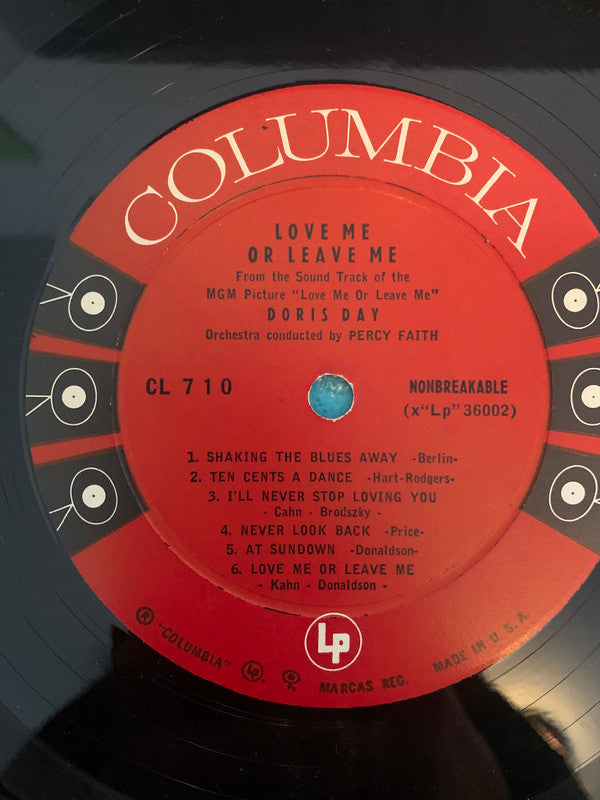 COLUMBIA
LOVE ME
OR LEAVE ME
From the Sound Track of the
MGM Picture "Love Me Or Leave Me"
DORIS DAY
Orchestra conducted by PERCY FAITH
CL 710
NONBREAKABLE
(x"Lp"36002)
1. SHAKING THE BLUES AWAY -Berlin-
2. TEN CENTS A DANCE -Hart-Rodgers-
3. I'LL NEVER STOP LOVING YOU
- Cahn - Brodszky -
4. NEVER LOOK BACK -Price-
5. AT SUNDOWN -Donaldson-
6. LOVE ME OR LEAVE ME
- Kahn - Donaldson -
Lp
® "COLUMBIA" Lp MARCAS REG. MADE IN U.S.A.